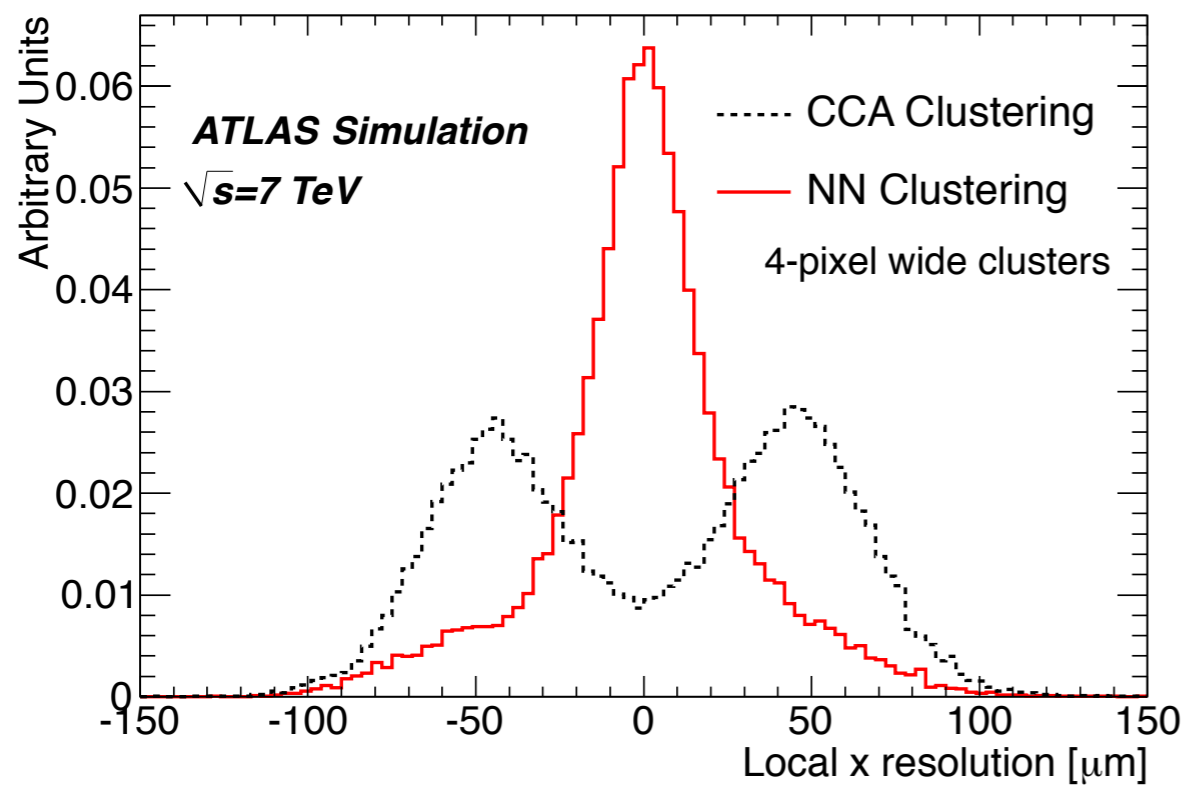 Arbitrary Units
0.06
0.05
0.04
0.03
0.02
0.01
0
ATLAS Simulation
√s=7 TeV
CCA Clustering
NN Clustering
4-pixel wide clusters
-150 -100 -50 0 50 100 150
Local x resolution [μm]